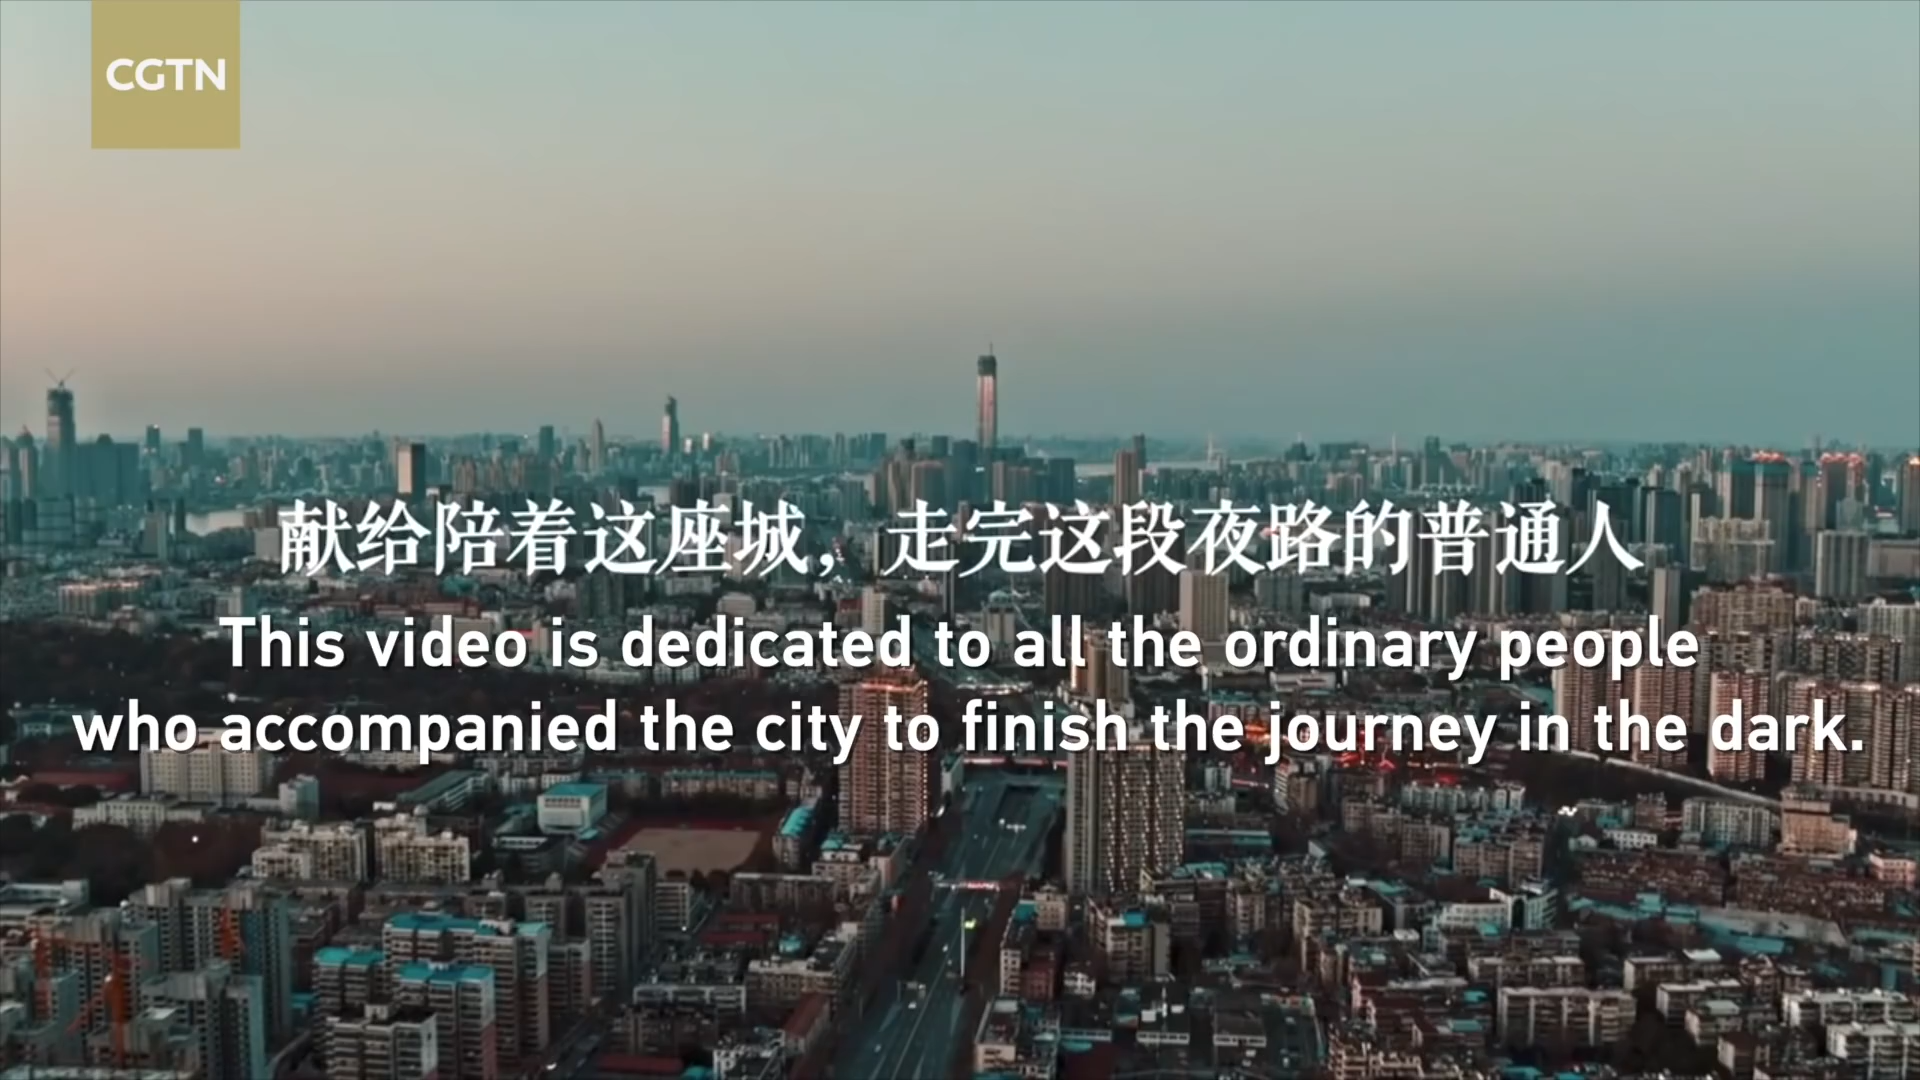 CGTN
献给陪着这座城，走完这段夜路的普通人
This video is dedicated to all the ordinary people
who accompanied the city to finish the journey in the dark.